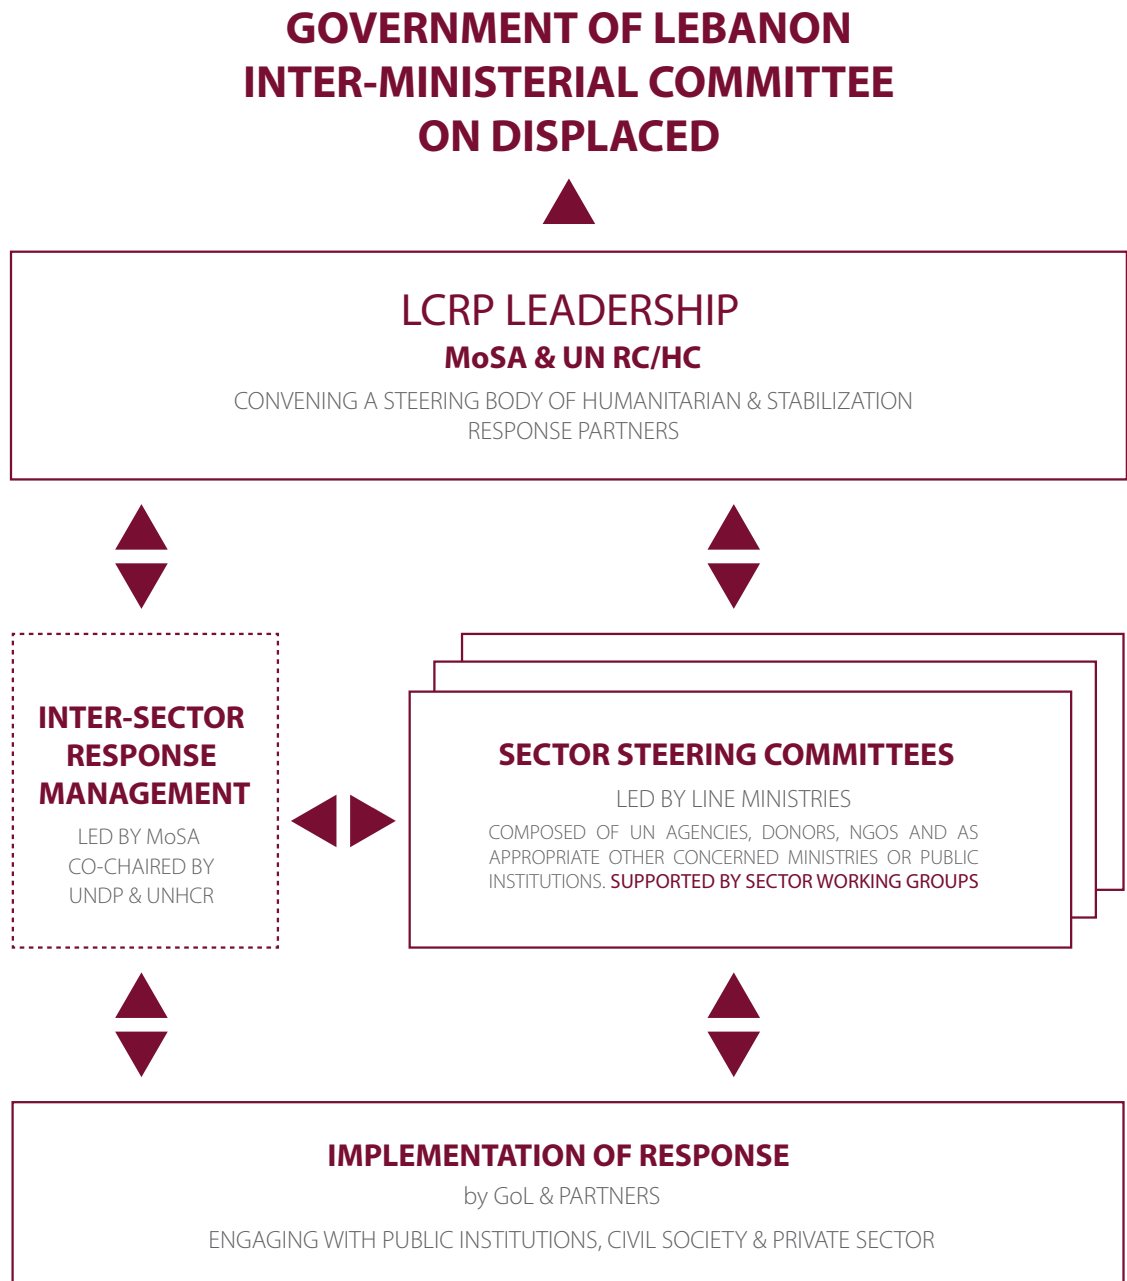 GOVERNMENT OF LEBANON
INTER-MINISTERIAL COMMITTEE
ON DISPLACED
LCRP LEADERSHIP
MoSA & UN RC/HC
CONVENING A STEERING BODY OF HUMANITARIAN & STABILIZATION
RESPONSE PARTNERS
INTER-SECTOR
RESPONSE
MANAGEMENT
LED BY MoSA
CO-CHAIRED BY
UNDP & UNHCR
SECTOR STEERING COMMITTEES
LED BY LINE MINISTRIES
COMPOSED OF UN AGENCIES, DONORS, NGOS AND AS
APPROPRIATE OTHER CONCERNED MINISTRIES OR PUBLIC
INSTITUTIONS. SUPPORTED BY SECTOR WORKING GROUPS
IMPLEMENTATION OF RESPONSE
by GoL & PARTNERS
ENGAGING WITH PUBLIC INSTITUTIONS, CIVIL SOCIETY & PRIVATE SECTOR